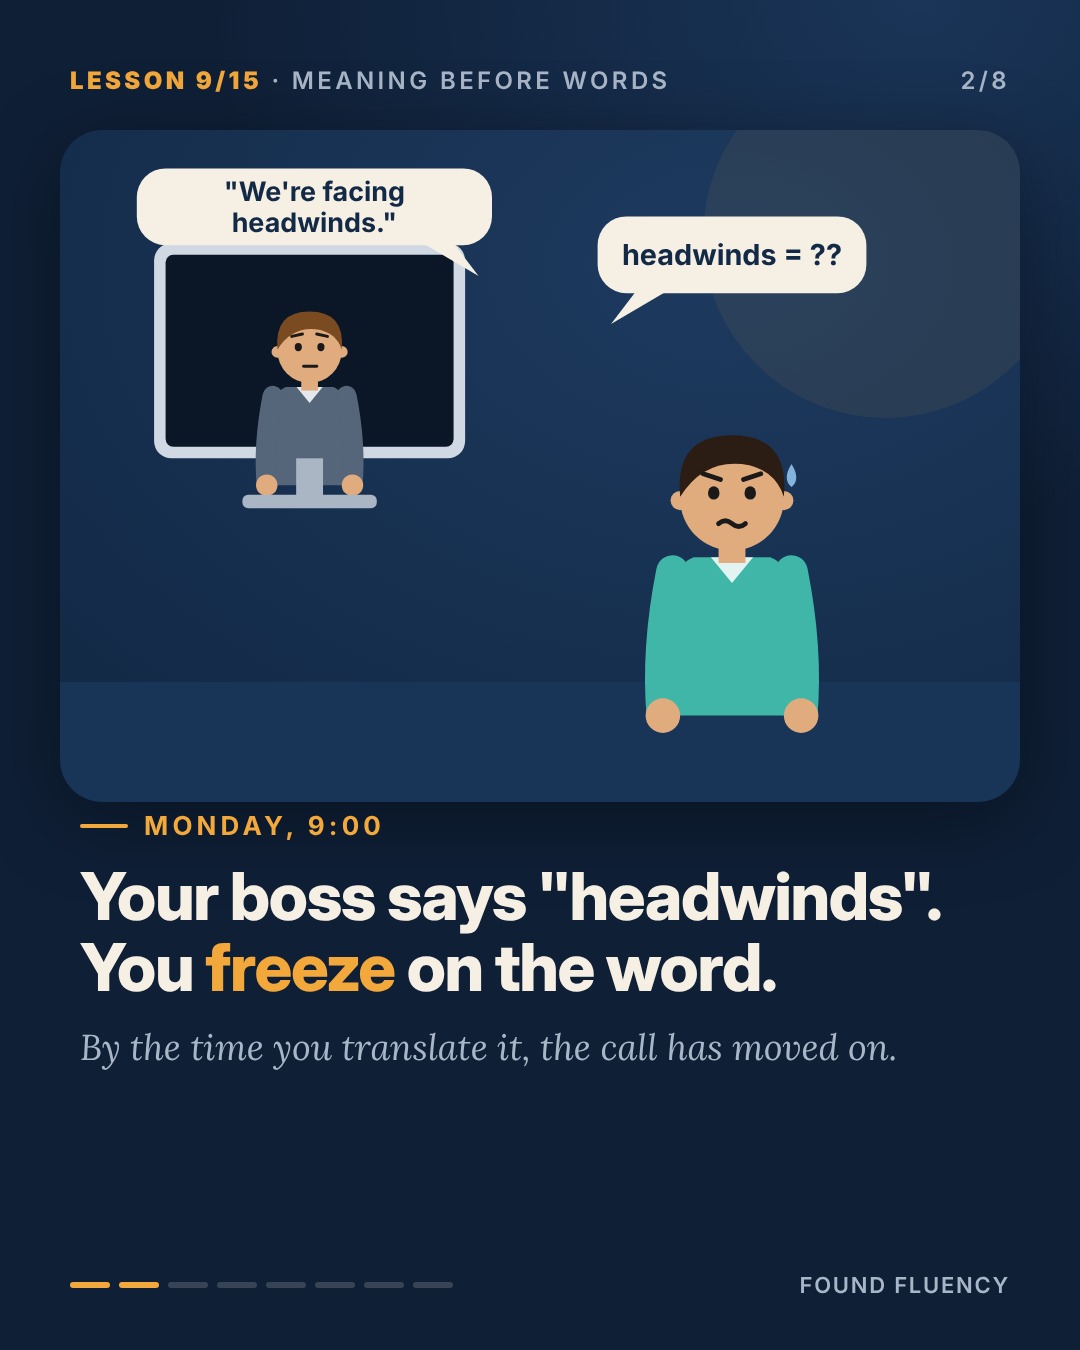 LESSON 9/15 · MEANING BEFORE WORDS
2/8
"We're facing
headwinds."
headwinds = ??
MONDAY, 9:00
Your boss says "headwinds".
You freeze on the word.
By the time you translate it, the call has moved on.
FOUND FLUENCY